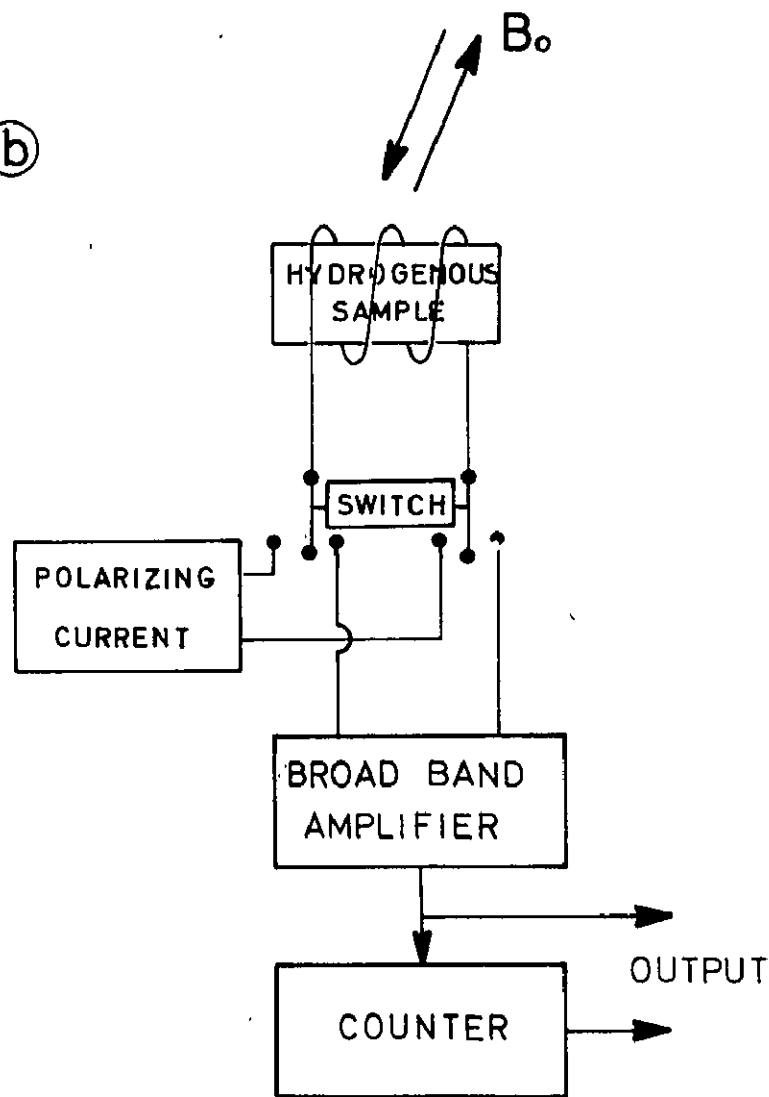 B₀
b
HYDROGENOUS
SAMPLE
SWITCH
POLARIZING
CURRENT
BROAD BAND
AMPLIFIER
OUTPUT
COUNTER